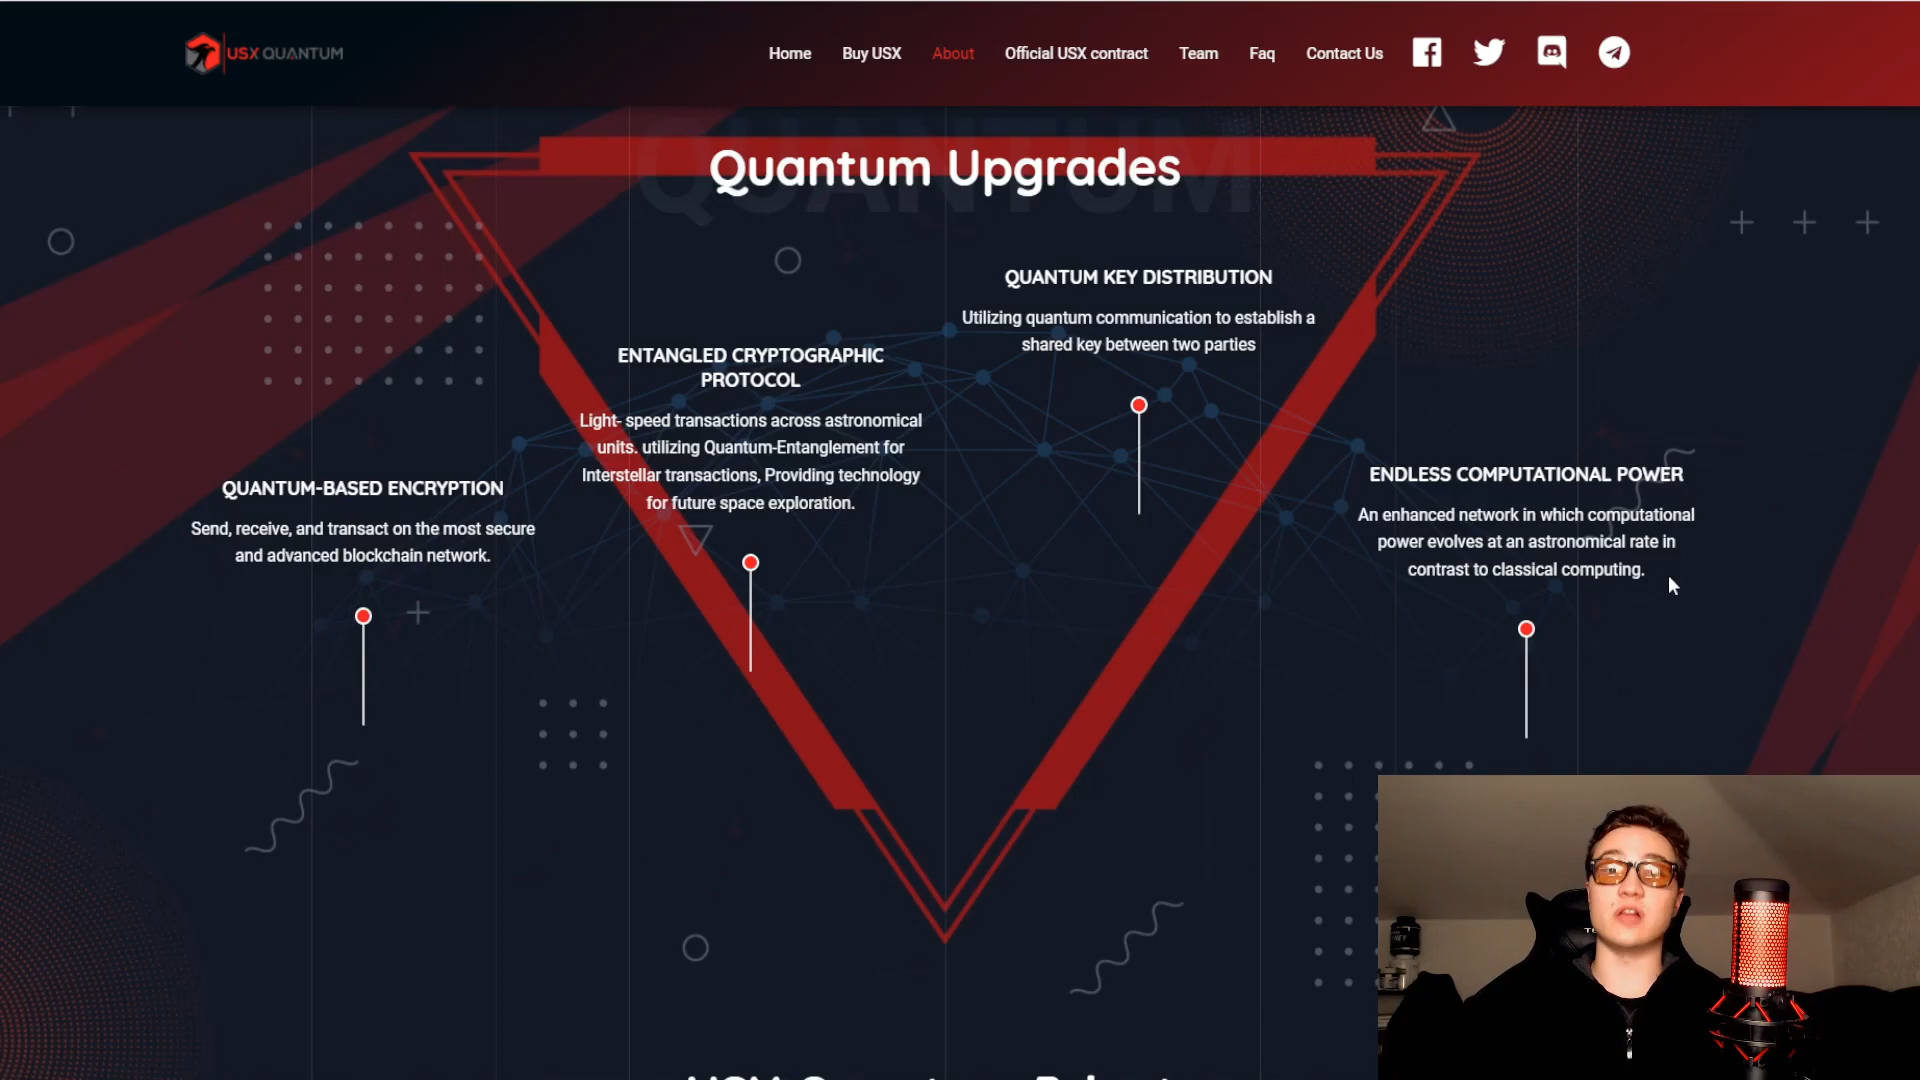 USX QUANTUM
Home Buy USX About Official USX contract Team Faq Contact Us
QUANTUM
Quantum Upgrades
QUANTUM KEY DISTRIBUTION
Utilizing quantum communication to establish a
shared key between two parties
ENTANGLED CRYPTOGRAPHIC
PROTOCOL
Light- speed transactions across astronomical
units. utilizing Quantum-Entanglement for
Interstellar transactions, Providing technology
for future space exploration.
QUANTUM-BASED ENCRYPTION
Send, receive, and transact on the most secure
and advanced blockchain network.
ENDLESS COMPUTATIONAL POWER
An enhanced network in which computational
power evolves at an astronomical rate in
contrast to classical computing.